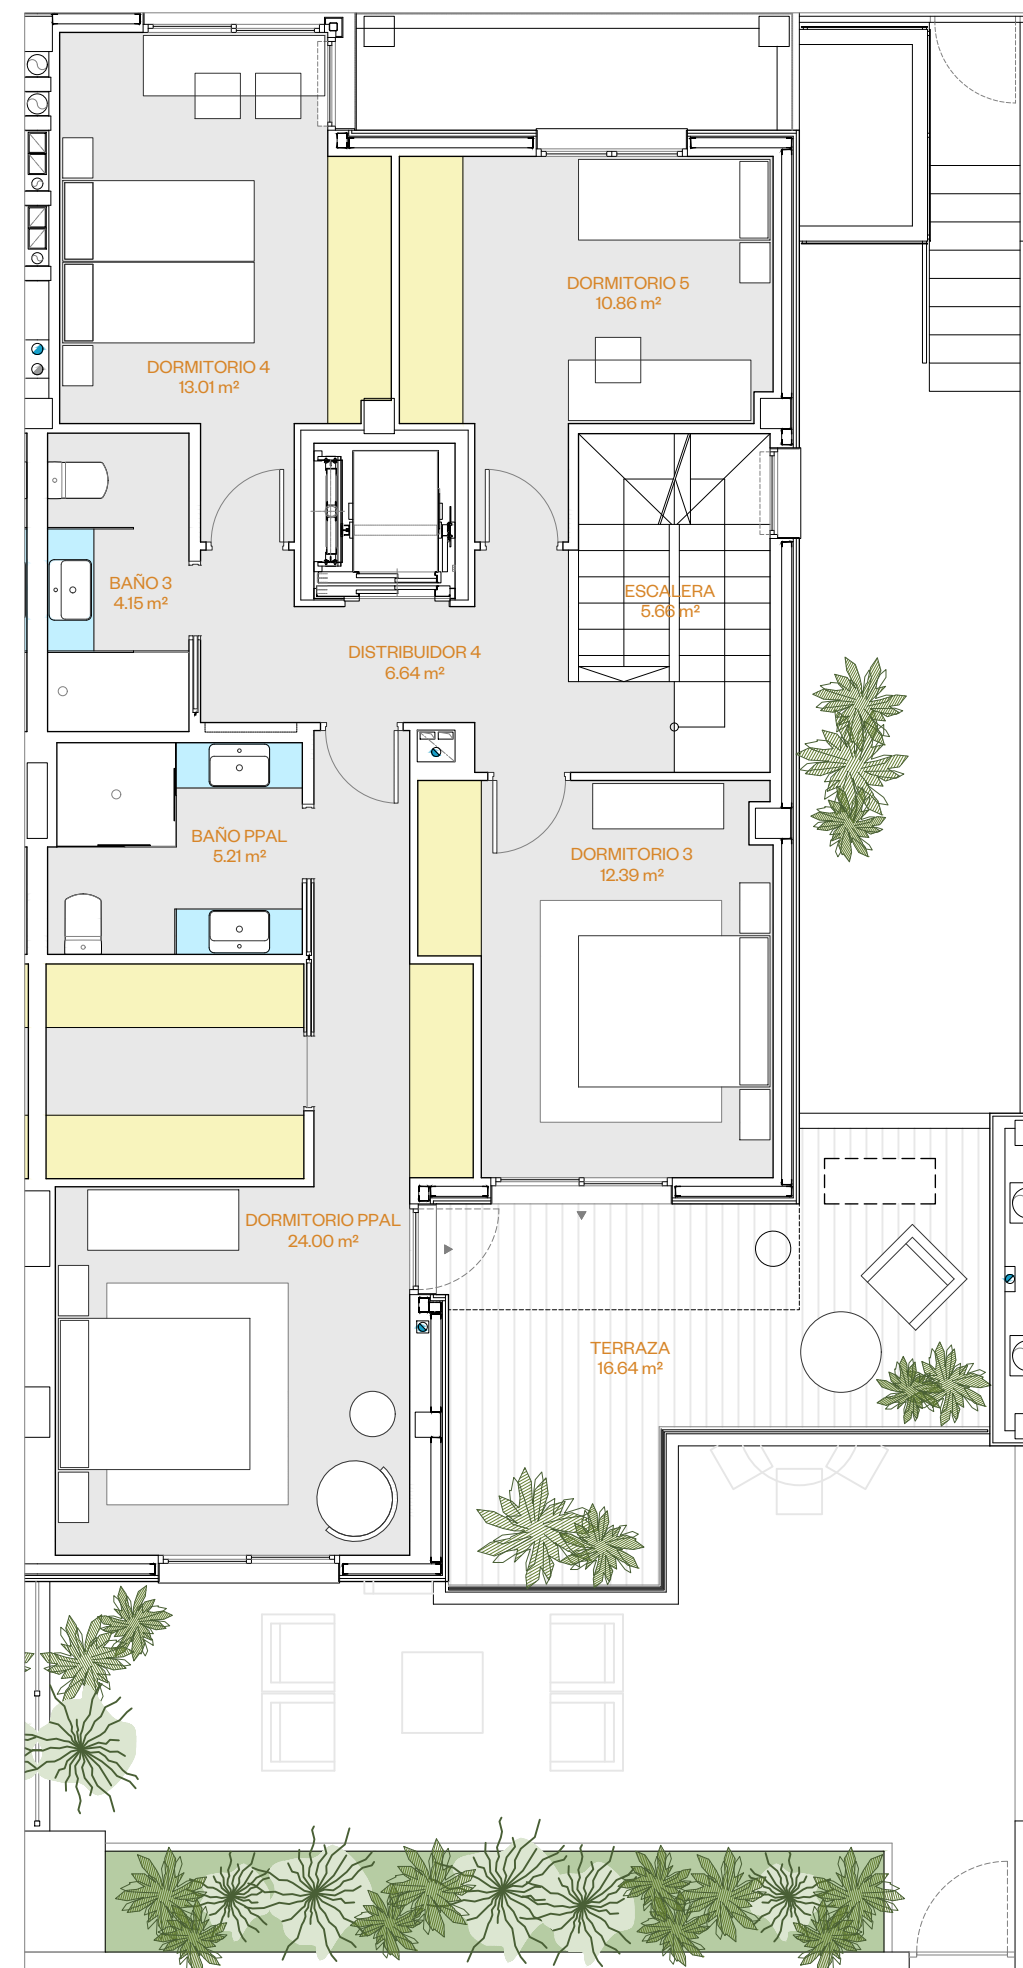 DORMITORIO 5
10.86 m²
DORMITORIO 4
13.01 m²
BAÑO 3
4.15 m²
ESCALERA
5.66 m²
DISTRIBUIDOR 4
6.64 m²
BAÑO PPAL
5.21 m²
DORMITORIO 3
12.39 m²
DORMITORIO PPAL
24.00 m²
TERRAZA
16.64 m²